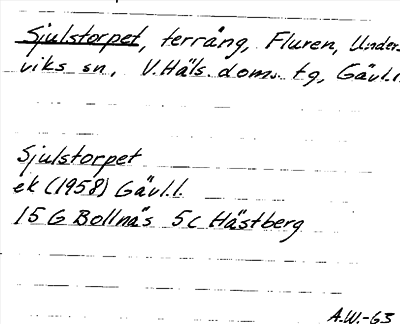 Sjulstorpet, terräng, Fluren, Under-
viks sn, V.Häls. doms. tg, Gävl.l.
Sjulstorpet
ek (1958) Gävl.l.
15 G Bollnäs 5c Hästberg
A.W.-63